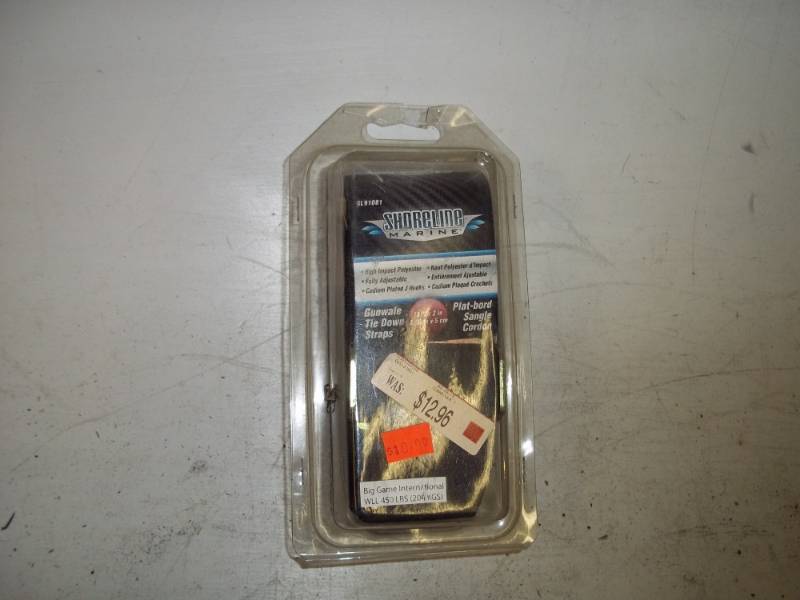 SL91081
SHORELINE
MARINE
• High Impact Polyester
• Fully Adjustable
• Cadium Plated J Hooks
• Haut Polyester d'Impact
• Entièrement Ajustable
• Cadium Plaqué Crochets
Gunwale
Tie Down
Straps
Plat-bord
Sangle
Cordon
WAS:
$12.96
Big Game International
WLL 450 LBS (204 KGS)